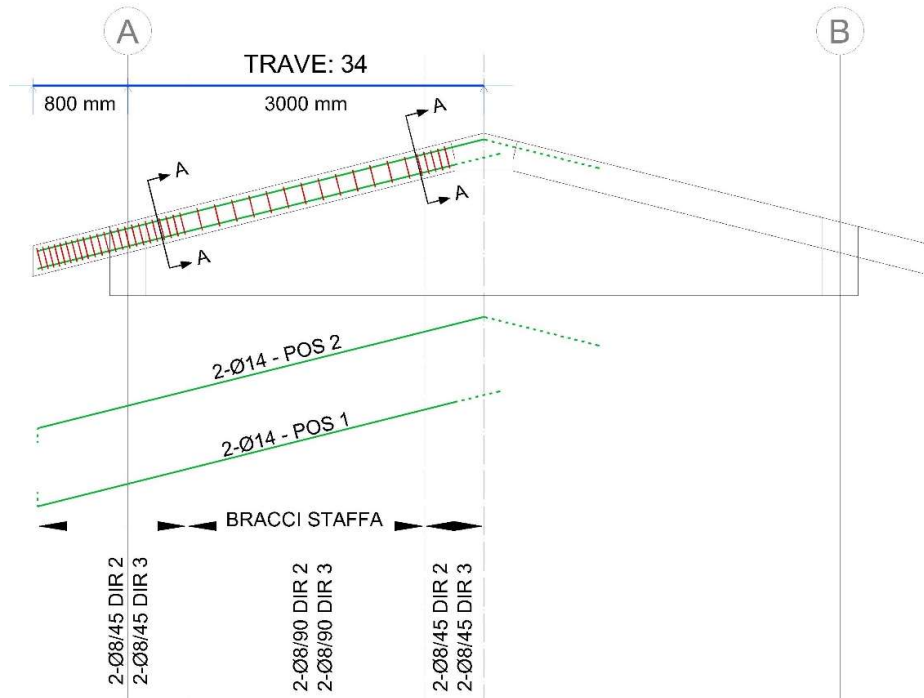 A
B
TRAVE: 34
800 mm
3000 mm
A
A
A
A
2-Ø14 - POS 2
2-Ø14 - POS 1
BRACCI STAFFA
2-Ø8/45 DIR 2
2-Ø8/45 DIR 3
2-Ø8/90 DIR 2
2-Ø8/90 DIR 3
2-Ø8/45 DIR 2
2-Ø8/45 DIR 3